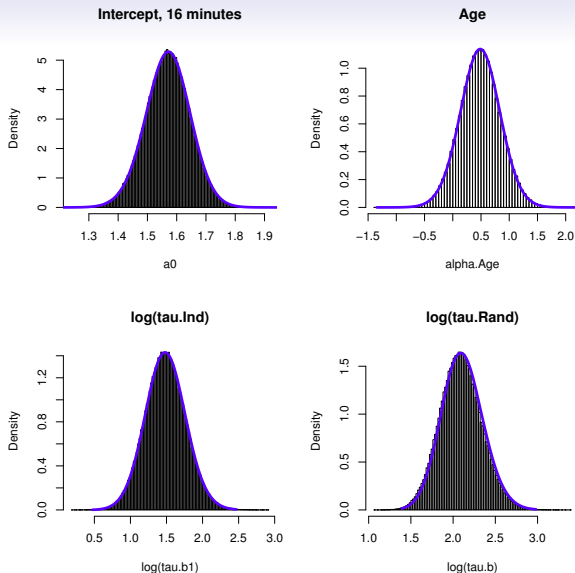 Intercept, 16 minutes
Density
0 1 2 3 4 5
1.3 1.4 1.5 1.6 1.7 1.8 1.9
a0
Age
Density
0.0 0.2 0.4 0.6 0.8 1.0
−1.5 −0.5 0.5 1.0 1.5 2.0
alpha.Age
log(tau.Ind)
Density
0.0 0.4 0.8 1.2
0.5 1.0 1.5 2.0 2.5 3.0
log(tau.b1)
log(tau.Rand)
Density
0.0 0.5 1.0 1.5
1.0 1.5 2.0 2.5 3.0
log(tau.b)